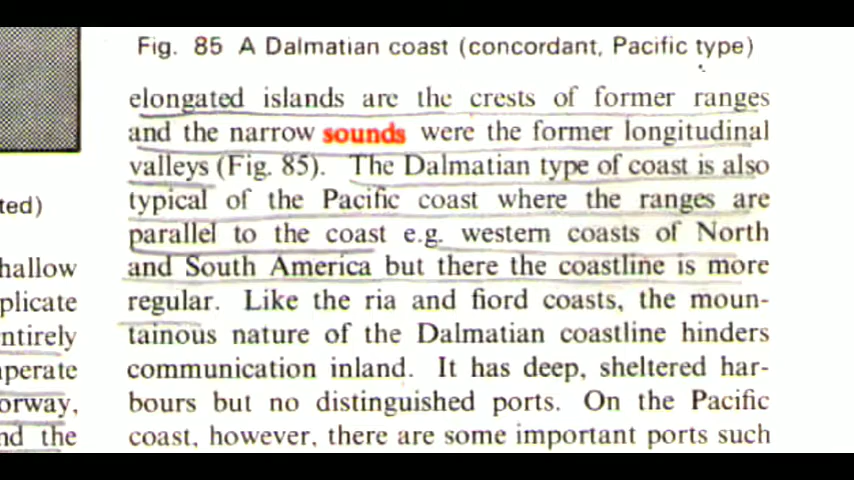 Fig. 85 A Dalmatian coast (concordant, Pacific type)
elongated islands are the crests of former ranges
and the narrow sounds were the former longitudinal
valleys (Fig. 85). The Dalmatian type of coast is also
typical of the Pacific coast where the ranges are
parallel to the coast e.g. western coasts of North
and South America but there the coastline is more
regular. Like the ria and fiord coasts, the moun-
tainous nature of the Dalmatian coastline hinders
communication inland. It has deep, sheltered har-
bours but no distinguished ports. On the Pacific
coast, however, there are some important ports such
ted)
hallow
plicate
ntirely
perate
orway,
nd the